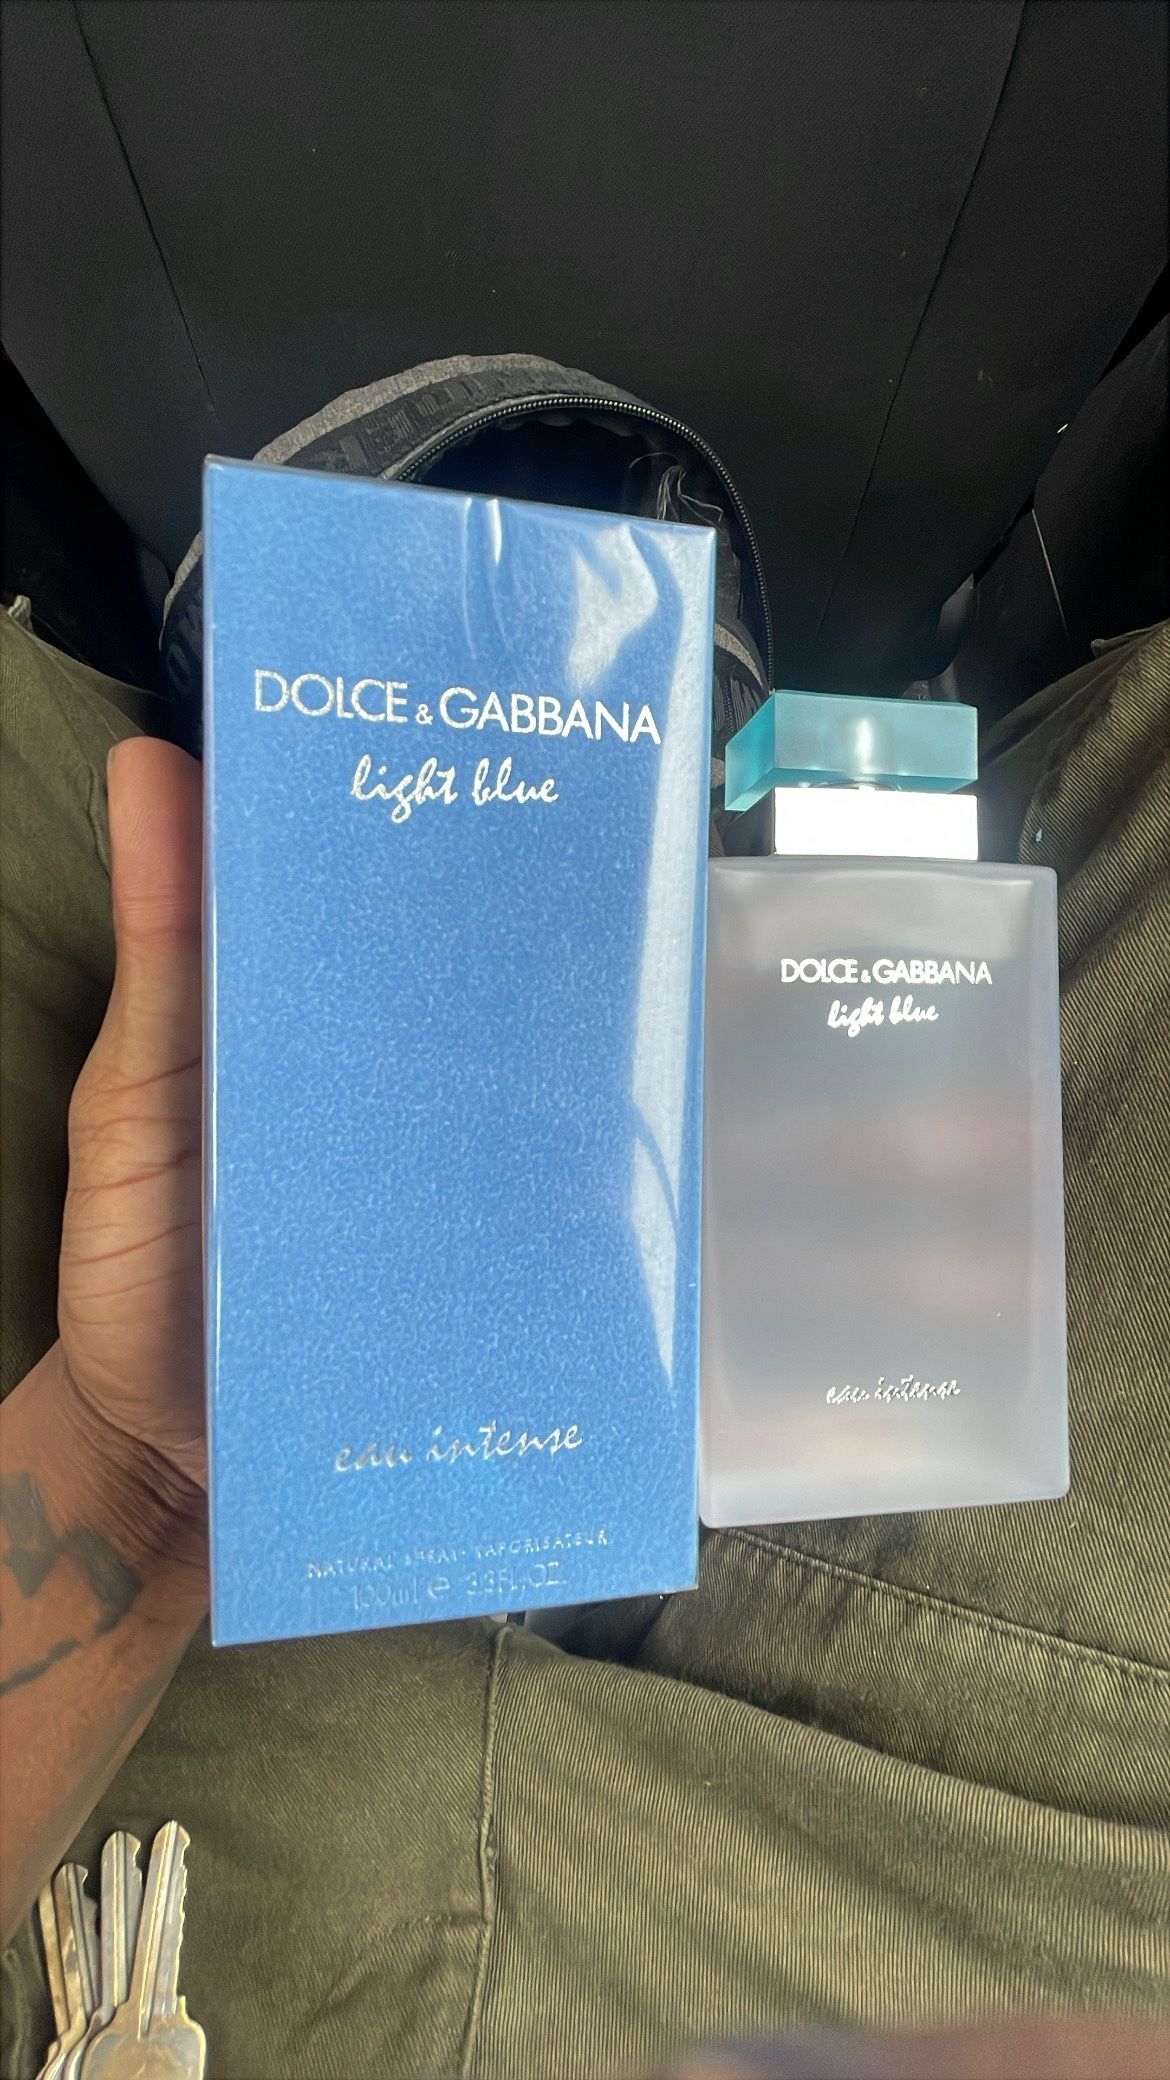 DOLCE & GABBANA
light blue
eau intense
NATURAL SPRAY · VAPORISATEUR
100ml ℮ 3.3FL.OZ.
DOLCE & GABBANA
light blue
eau intense